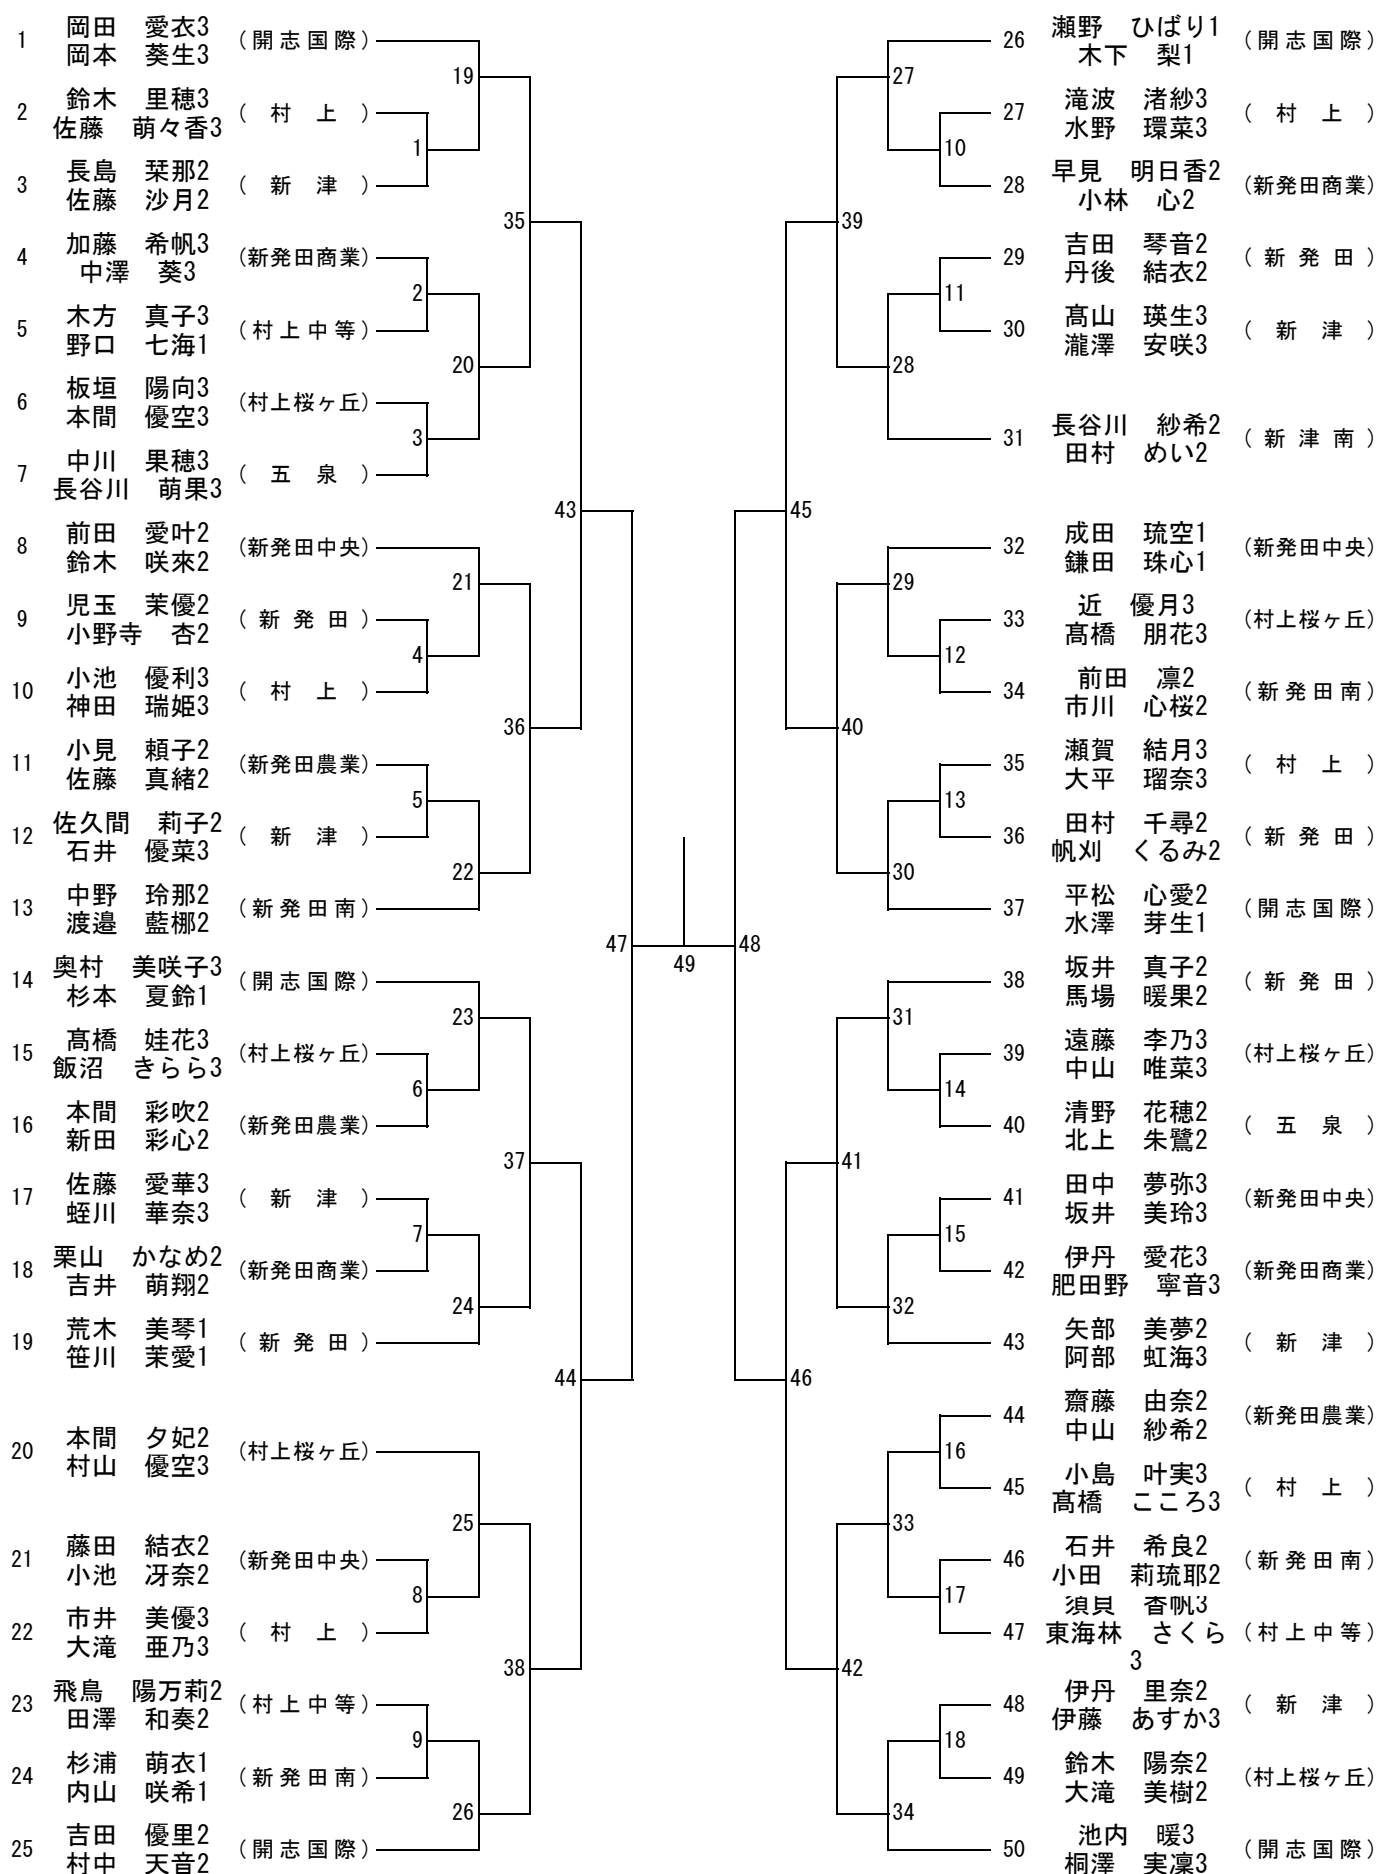 1 岡田　愛衣3 (開志国際)
岡本　葵生3
2 鈴木　里穂3 (村上)
佐藤　萌々香3
3 長島　栞那2 (新津)
佐藤　沙月2
4 加藤　希帆3 (新発田商業)
中澤　葵3
5 木方　真子3 (村上中等)
野口　七海1
6 板垣　陽向3 (村上桜ヶ丘)
本間　優空3
7 中川　果穂3 (五泉)
長谷川　萌果3
8 前田　愛叶2 (新発田中央)
鈴木　咲來2
9 児玉　茉優2 (新発田)
小野寺　杏2
10 小池　優利3 (村上)
神田　瑞姫3
11 小見　頼子2 (新発田農業)
佐藤　真緒2
12 佐久間　莉子2 (新津)
石井　優菜3
13 中野　玲那2 (新発田南)
渡邉　藍梛2
14 奥村　美咲子3 (開志国際)
杉本　夏鈴1
15 髙橋　娃花3 (村上桜ヶ丘)
飯沼　きらら3
16 本間　彩吹2 (新発田農業)
新田　彩心2
17 佐藤　愛華3 (新津)
蛭川　華奈3
18 栗山　かなめ2 (新発田商業)
吉井　萌翔2
19 荒木　美琴1 (新発田)
笹川　茉愛1
20 本間　夕妃2 (村上桜ヶ丘)
村山　優空3
21 藤田　結衣2 (新発田中央)
小池　冴奈2
22 市井　美優3 (村上)
大滝　亜乃3
23 飛鳥　陽万莉2 (村上中等)
田澤　和奏2
24 杉浦　萌衣1 (新発田南)
内山　咲希1
25 吉田　優里2 (開志国際)
村中　天音2
1
2
3
4
5
6
7
8
9
19
20
21
22
23
24
25
26
35
36
37
38
43
44
47
49
48
45
46
39
40
41
42
27
28
29
30
31
32
33
34
10
11
12
13
14
15
16
17
18
26 瀬野　ひばり1 (開志国際)
木下　梨1
27 滝波　渚紗3 (村上)
水野　環菜3
28 早見　明日香2 (新発田商業)
小林　心2
29 吉田　琴音2 (新発田)
丹後　結衣2
30 髙山　瑛生3 (新津)
瀧澤　安咲3
31 長谷川　紗希2 (新津南)
田村　めい2
32 成田　琉空1 (新発田中央)
鎌田　珠心1
33 近　優月3 (村上桜ヶ丘)
髙橋　朋花3
34 前田　凛2 (新発田南)
市川　心桜2
35 瀬賀　結月3 (村上)
大平　瑠奈3
36 田村　千尋2 (新発田)
帆刈　くるみ2
37 平松　心愛2 (開志国際)
水澤　芽生1
38 坂井　真子2 (新発田)
馬場　暖果2
39 遠藤　李乃3 (村上桜ヶ丘)
中山　唯菜3
40 清野　花穂2 (五泉)
北上　朱鷺2
41 田中　夢弥3 (新発田中央)
坂井　美玲3
42 伊丹　愛花3 (新発田商業)
肥田野　寧音3
43 矢部　美夢2 (新津)
阿部　虹海3
44 齋藤　由奈2 (新発田農業)
中山　紗希2
45 小島　叶実3 (村上)
髙橋　こころ3
46 石井　希良2 (新発田南)
小田　莉琉耶2
須貝　香帆3
47 東海林　さくら (村上中等)
3
48 伊丹　里奈2 (新津)
伊藤　あすか3
49 鈴木　陽奈2 (村上桜ヶ丘)
大滝　美樹2
50 池内　暖3 (開志国際)
桐澤　実凜3